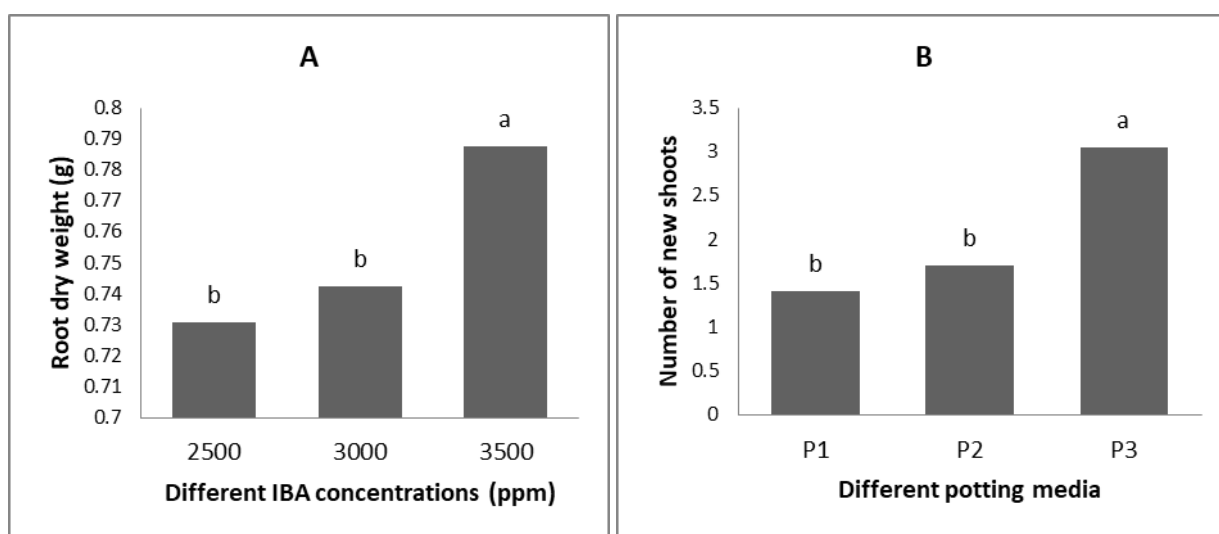 A
Root dry weight (g)
0.8
0.79
0.78
0.77
0.76
0.75
0.74
0.73
0.72
0.71
0.7
b
b
a
2500 3000 3500
Different IBA concentrations (ppm)
B
Number of new shoots
3.5
3
2.5
2
1.5
1
0.5
0
b
b
a
P1 P2 P3
Different potting media